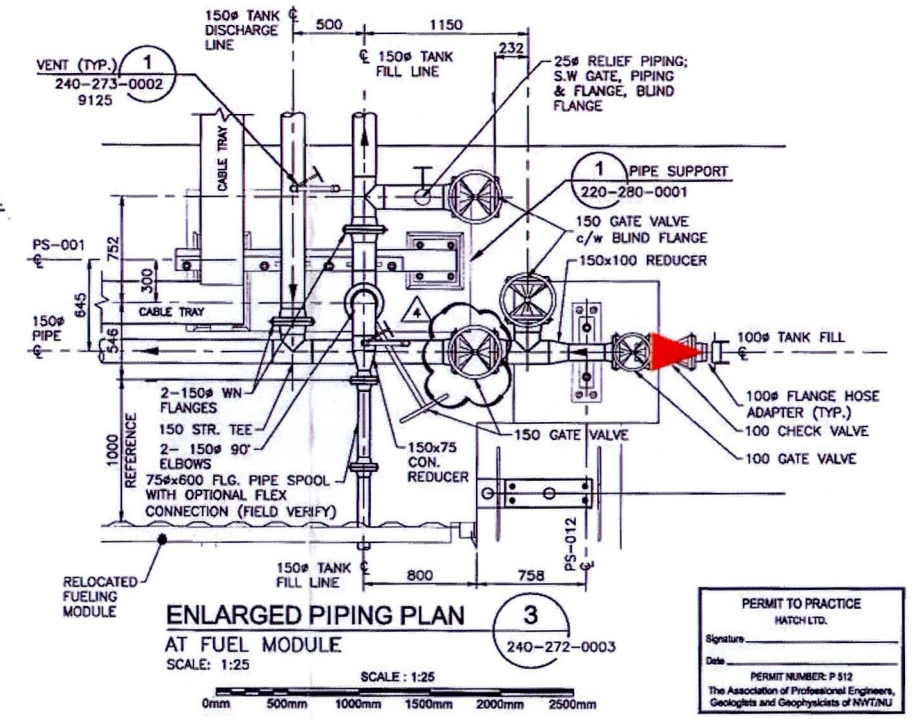 150ø TANK ℄
DISCHARGE
LINE
500
1150
℄ 150ø TANK
FILL LINE
232
25ø RELIEF PIPING;
S.W GATE, PIPING
& FLANGE, BLIND
FLANGE
VENT (TYP.)
1
240-273-0002
9125
CABLE TRAY
1
PIPE SUPPORT
220-280-0001
150 GATE VALVE
c/w BLIND FLANGE
150x100 REDUCER
PS-001
℄
752
300
645
546
4
CABLE TRAY
150ø
PIPE
℄
℄ 100ø TANK FILL
100ø FLANGE HOSE
ADAPTER (TYP.)
100 CHECK VALVE
100 GATE VALVE
2-150ø WN
FLANGES
150 STR. TEE
2- 150ø 90°
ELBOWS
75øx600 FLG. PIPE SPOOL
WITH OPTIONAL FLEX
CONNECTION (FIELD VERIFY)
150x75
CON.
REDUCER
150 GATE VALVE
1000
REFERENCE
RELOCATED
FUELING
MODULE
150ø TANK ℄
FILL LINE
800
758
PS-012
℄
ENLARGED PIPING PLAN
AT FUEL MODULE
SCALE: 1:25
3
240-272-0003
SCALE : 1:25
0mm 500mm 1000mm 1500mm 2000mm 2500mm
PERMIT TO PRACTICE
HATCH LTD.
Signature
Date
PERMIT NUMBER: P 512
The Association of Professional Engineers,
Geologists and Geophysicists of NWT/NU